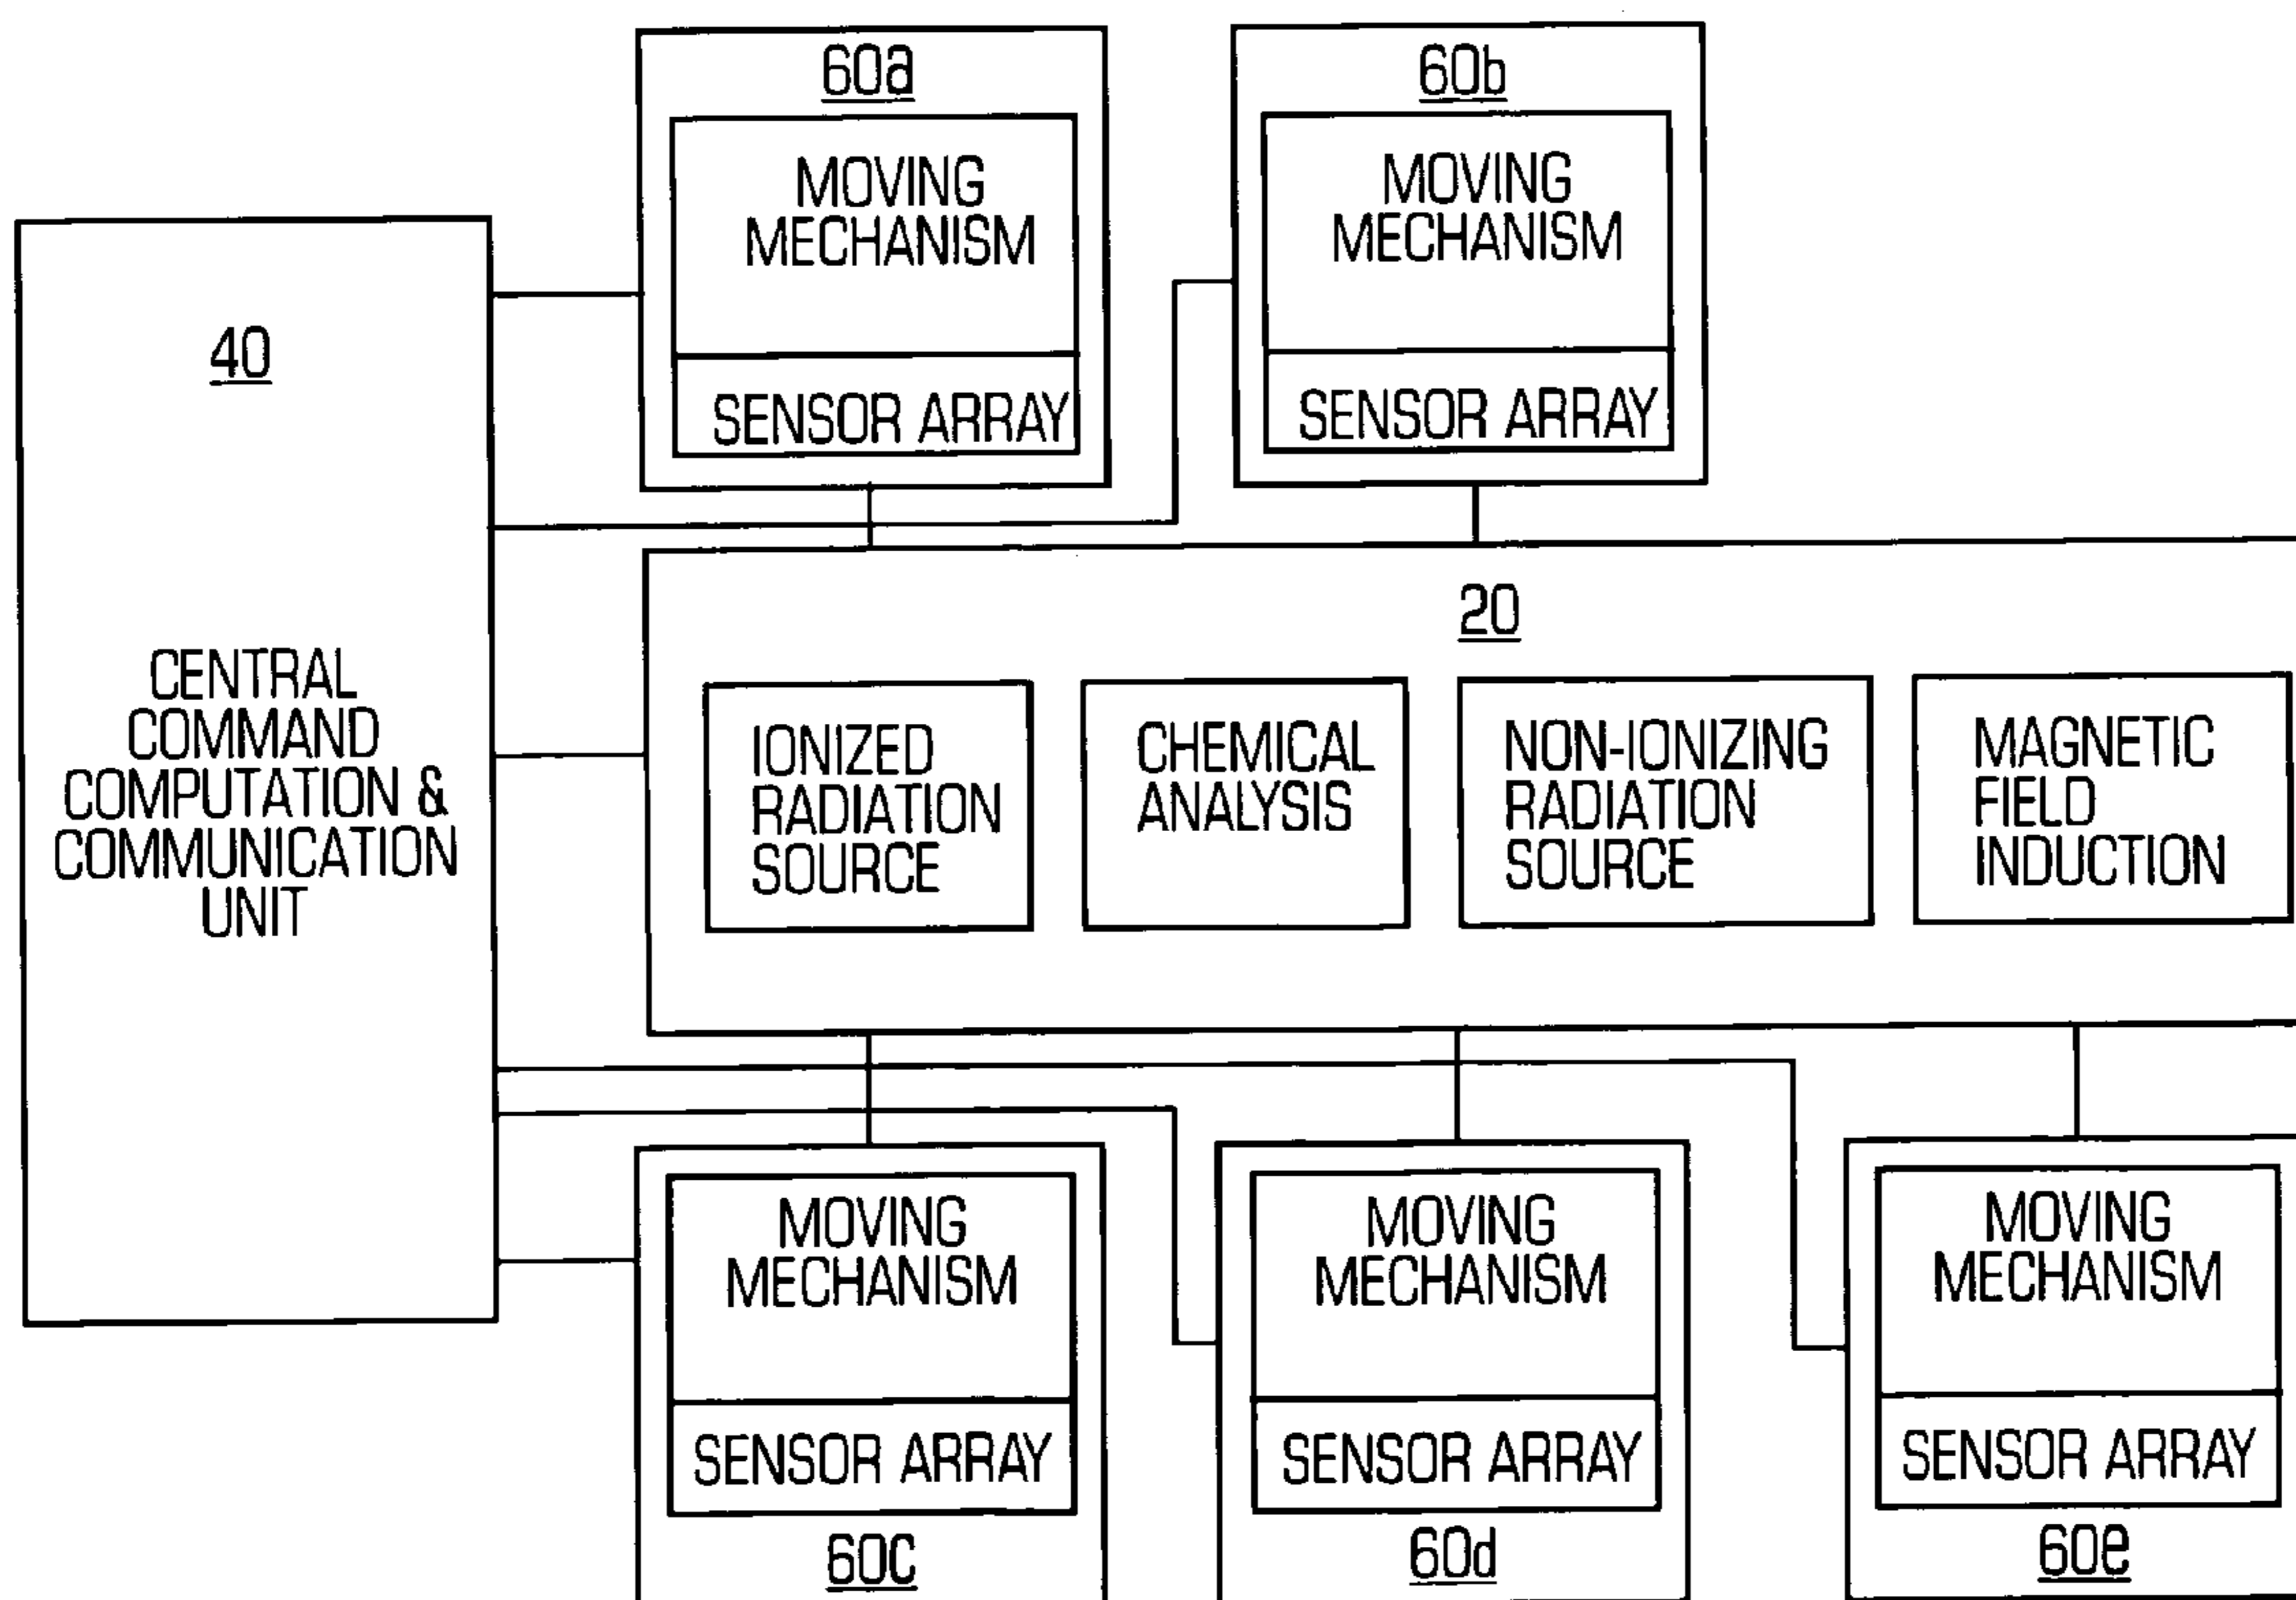 60a
MOVING
MECHANISM
SENSOR ARRAY
60b
MOVING
MECHANISM
SENSOR ARRAY
40
CENTRAL
COMMAND
COMPUTATION &
COMMUNICATION
UNIT
20
IONIZED
RADIATION
SOURCE
CHEMICAL
ANALYSIS
NON-IONIZING
RADIATION
SOURCE
MAGNETIC
FIELD
INDUCTION
MOVING
MECHANISM
SENSOR ARRAY
60c
MOVING
MECHANISM
SENSOR ARRAY
60d
MOVING
MECHANISM
SENSOR ARRAY
60e